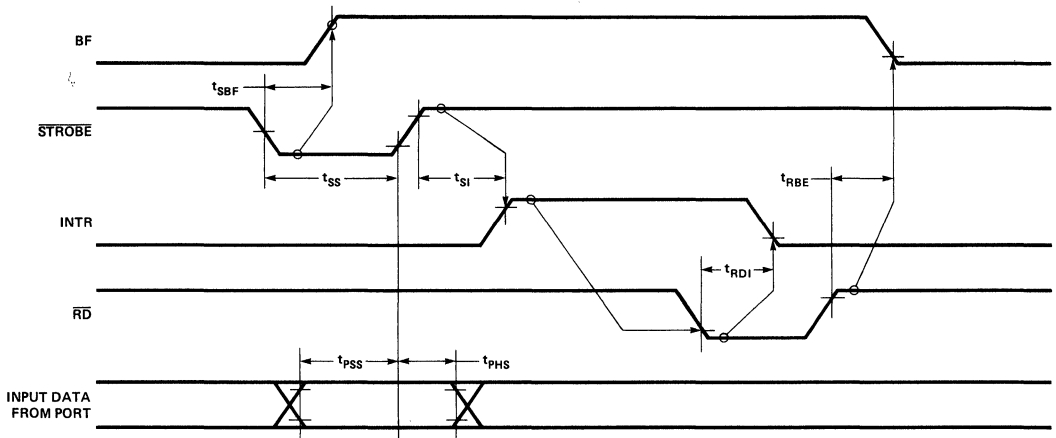 BF
tSBF
STROBE
tSS
tSI
tRBE
INTR
tRDI
RD
tPSS
tPHS
INPUT DATA
FROM PORT